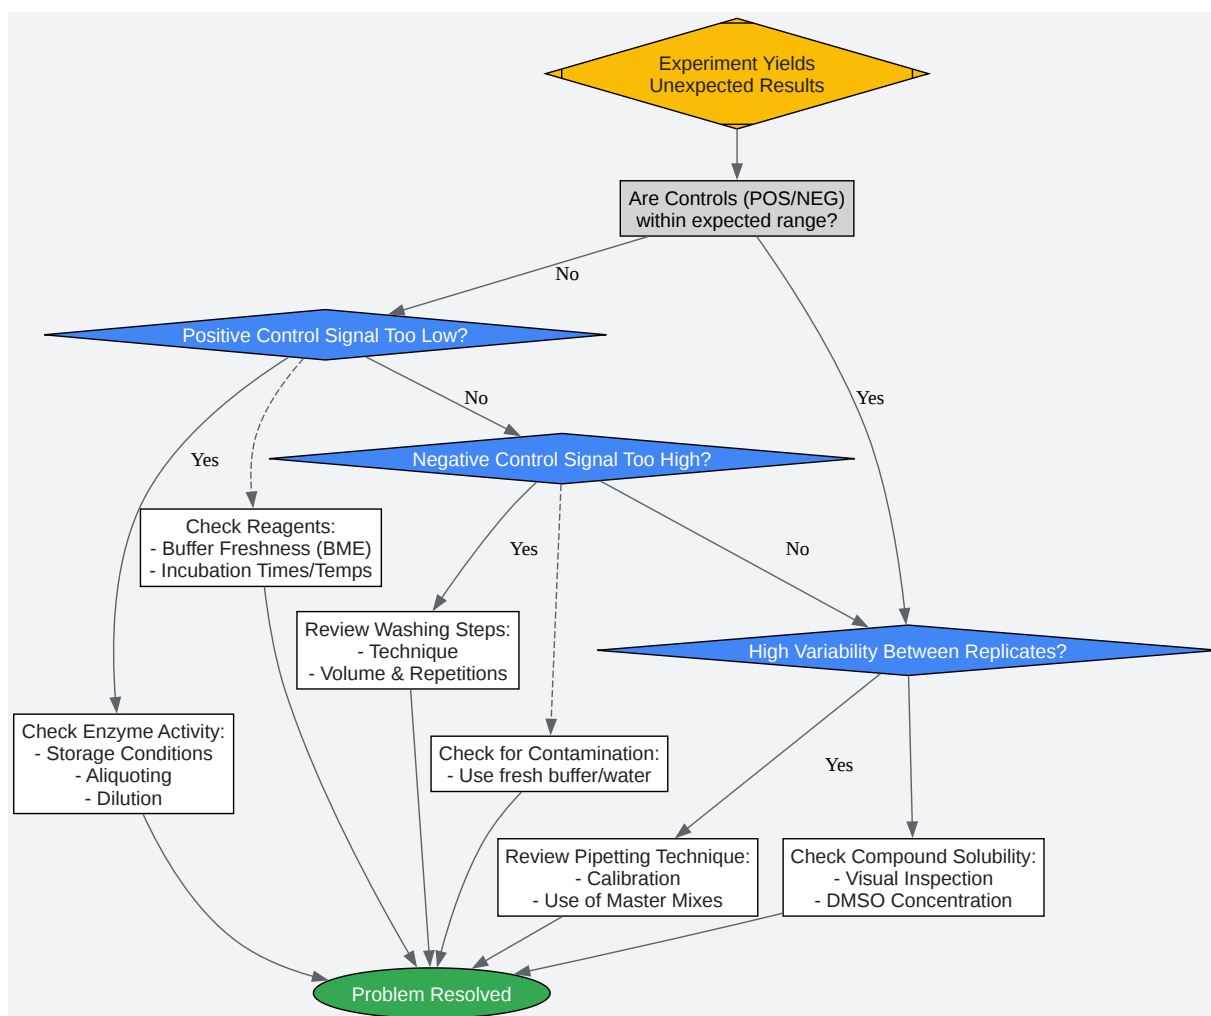 Experiment Yields
Unexpected Results
Are Controls (POS/NEG)
within expected range?
No
Positive Control Signal Too Low?
Yes
No
Yes
Negative Control Signal Too High?
Check Reagents:
- Buffer Freshness (BME)
- Incubation Times/Temps
Yes
No
Review Washing Steps:
- Technique
- Volume & Repetitions
High Variability Between Replicates?
Check Enzyme Activity:
- Storage Conditions
- Aliquoting
- Dilution
Check for Contamination:
- Use fresh buffer/water
Yes
Review Pipetting Technique:
- Calibration
- Use of Master Mixes
Check Compound Solubility:
- Visual Inspection
- DMSO Concentration
Problem Resolved